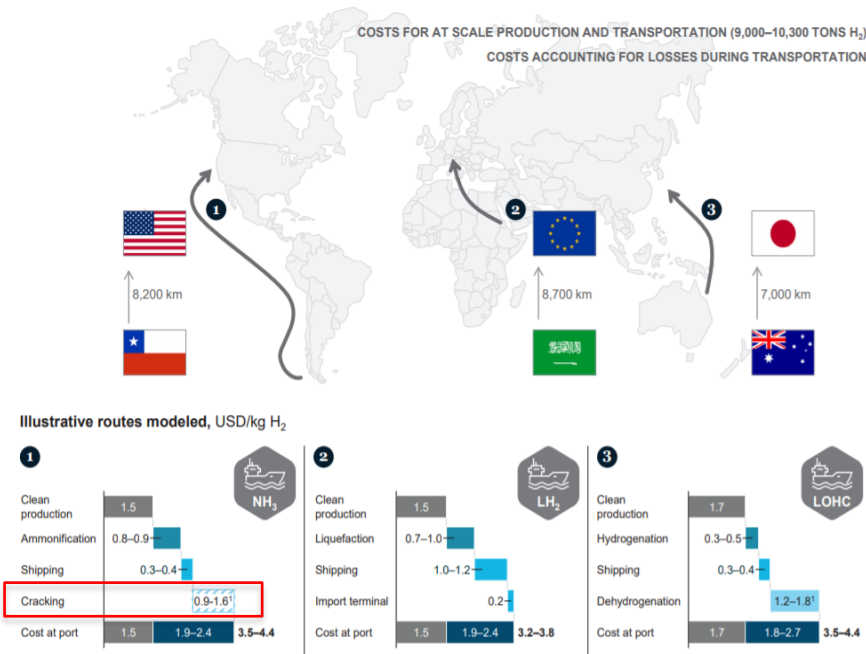 COSTS FOR AT SCALE PRODUCTION AND TRANSPORTATION (9,000–10,300 TONS H₂)
COSTS ACCOUNTING FOR LOSSES DURING TRANSPORTATION
1
2
3
8,200 km
8,700 km
7,000 km
Illustrative routes modeled, USD/kg H₂
1
NH₃
Clean production
1.5
Ammonification 0.8–0.9
Shipping 0.3–0.4
Cracking 0.9-1.6¹
Cost at port 1.5 1.9–2.4 3.5–4.4
2
LH₂
Clean production
1.5
Liquefaction 0.7–1.0
Shipping 1.0–1.2
Import terminal 0.2
Cost at port 1.5 1.9–2.4 3.2–3.8
3
LOHC
Clean production
1.7
Hydrogenation 0.3–0.5
Shipping 0.3–0.4
Dehydrogenation 1.2–1.8¹
Cost at port 1.7 1.8–2.7 3.5–4.4